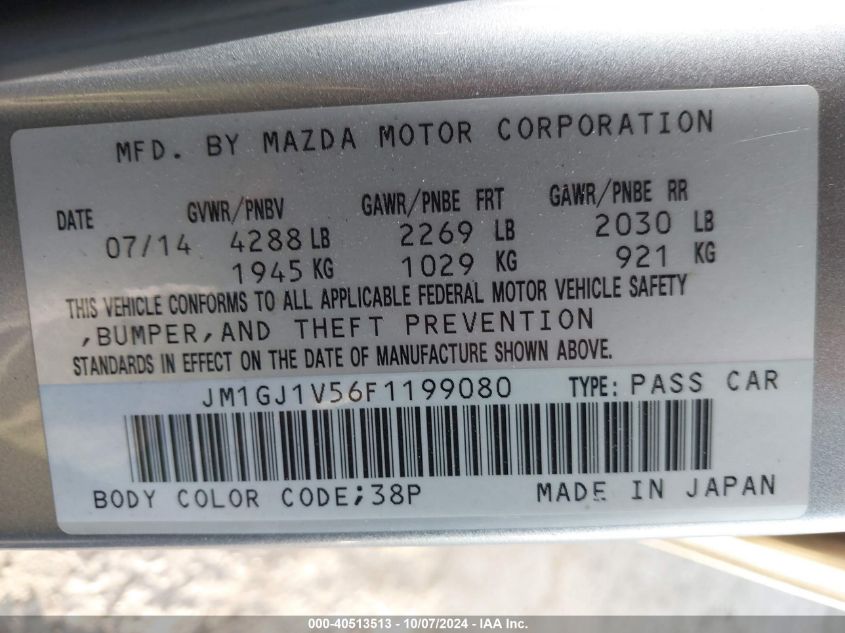 MFD. BY MAZDA MOTOR CORPORATION
DATE GVWR/PNBV GAWR/PNBE FRT GAWR/PNBE RR
07/14 4288 LB 2269 LB 2030 LB
1945 KG 1029 KG 921 KG
THIS VEHICLE CONFORMS TO ALL APPLICABLE FEDERAL MOTOR VEHICLE SAFETY
,BUMPER,AND THEFT PREVENTION
STANDARDS IN EFFECT ON THE DATE OF MANUFACTURE SHOWN ABOVE.
JM1GJ1V56F1199080 TYPE: PASS CAR
BODY COLOR CODE;38P MADE IN JAPAN
000-40513513 - 10/07/2024 - IAA Inc.